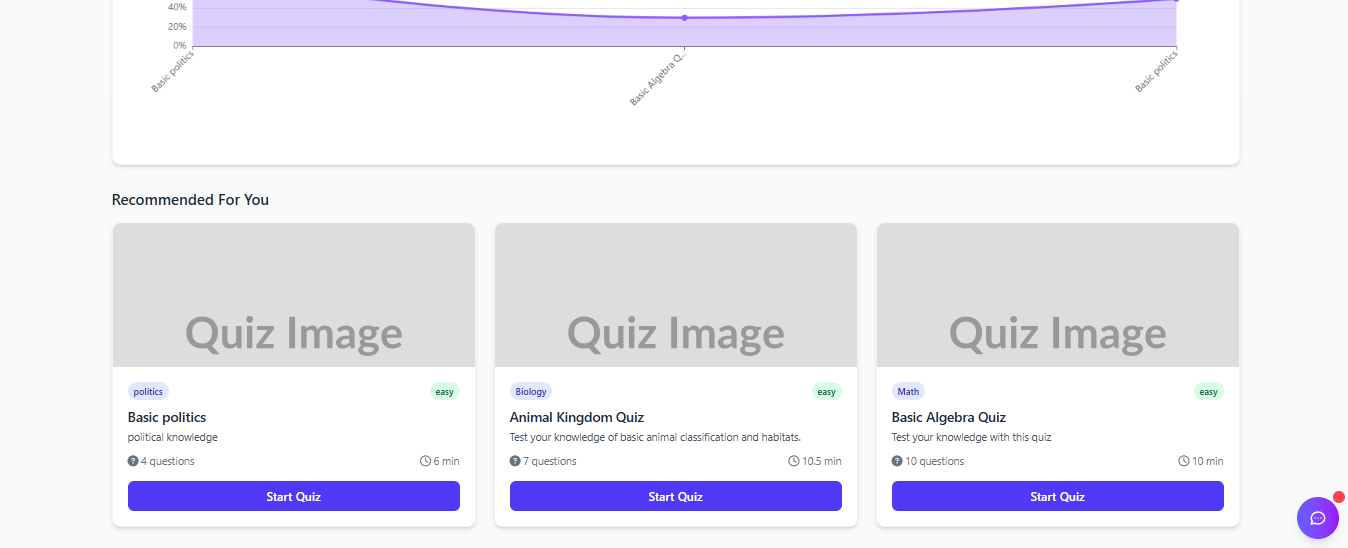 40%
20%
0%
Basic politics
Basic Algebra Q..
Basic politics
Recommended For You
Quiz Image
Quiz Image
Quiz Image
politics
easy
Biology
easy
Math
easy
Basic politics
Animal Kingdom Quiz
Basic Algebra Quiz
political knowledge
Test your knowledge of basic animal classification and habitats.
Test your knowledge with this quiz
? 4 questions
6 min
? 7 questions
10.5 min
? 10 questions
10 min
Start Quiz
Start Quiz
Start Quiz